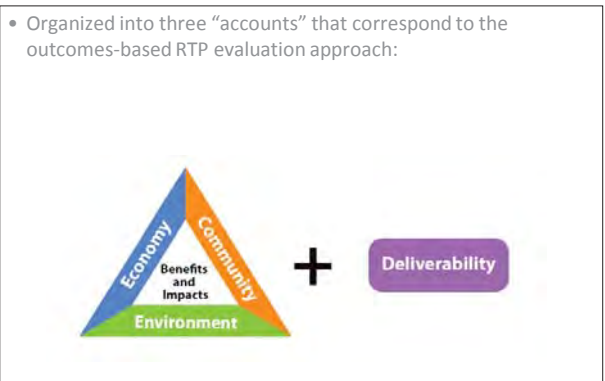 • Organized into three “accounts” that correspond to the
outcomes-based RTP evaluation approach:
Economy
Community
Benefits
and
Impacts
Environment
+
Deliverability